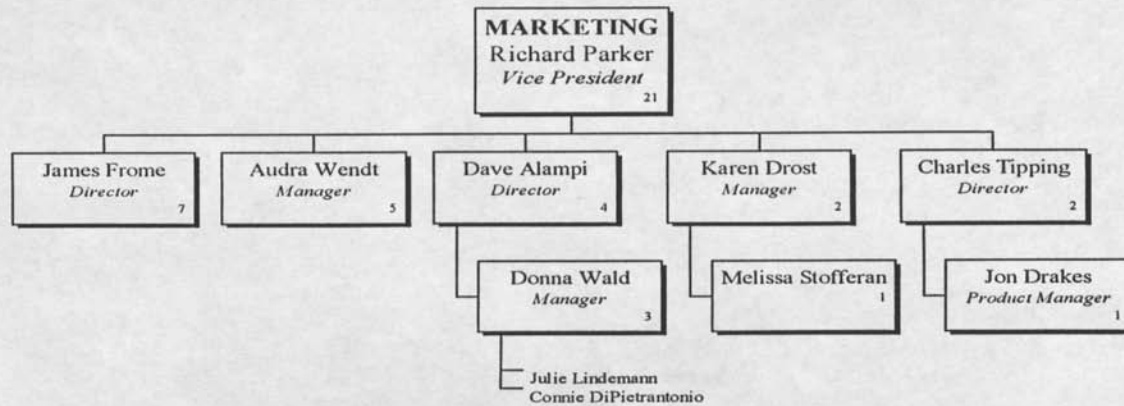 MARKETING
Richard Parker
Vice President
21
James Frome
Director
7
Audra Wendt
Manager
5
Dave Alampi
Director
4
Karen Drost
Manager
2
Charles Tipping
Director
2
Donna Wald
Manager
3
Melissa Stofferan
1
Jon Drakes
Product Manager
1
Julie Lindemann
Connie DiPietrantonio